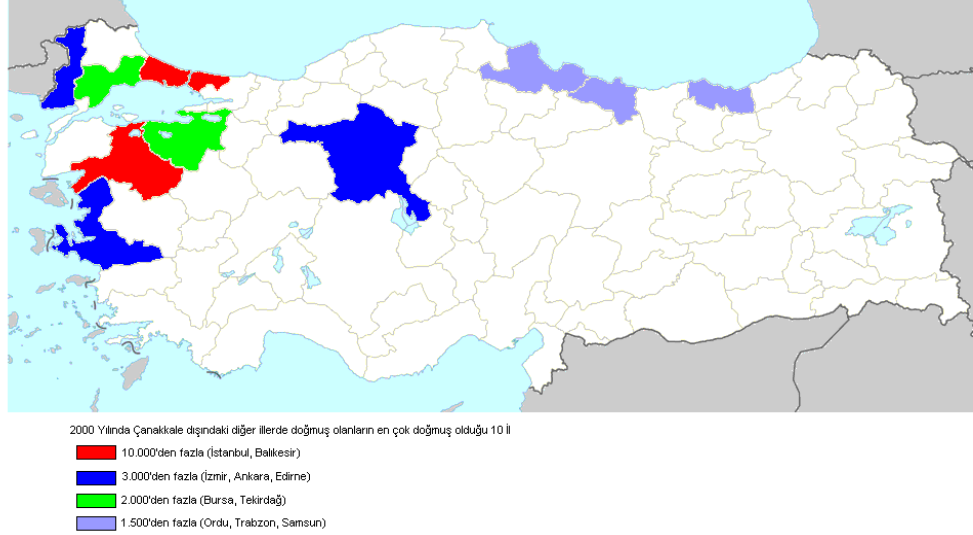 2000 Yılında Çanakkale dışındaki diğer illerde doğmuş olanların en çok doğmuş olduğu 10 İl
10.000'den fazla (İstanbul, Balıkesir)
3.000'den fazla (İzmir, Ankara, Edirne)
2.000'den fazla (Bursa, Tekirdağ)
1.500'den fazla (Ordu, Trabzon, Samsun)